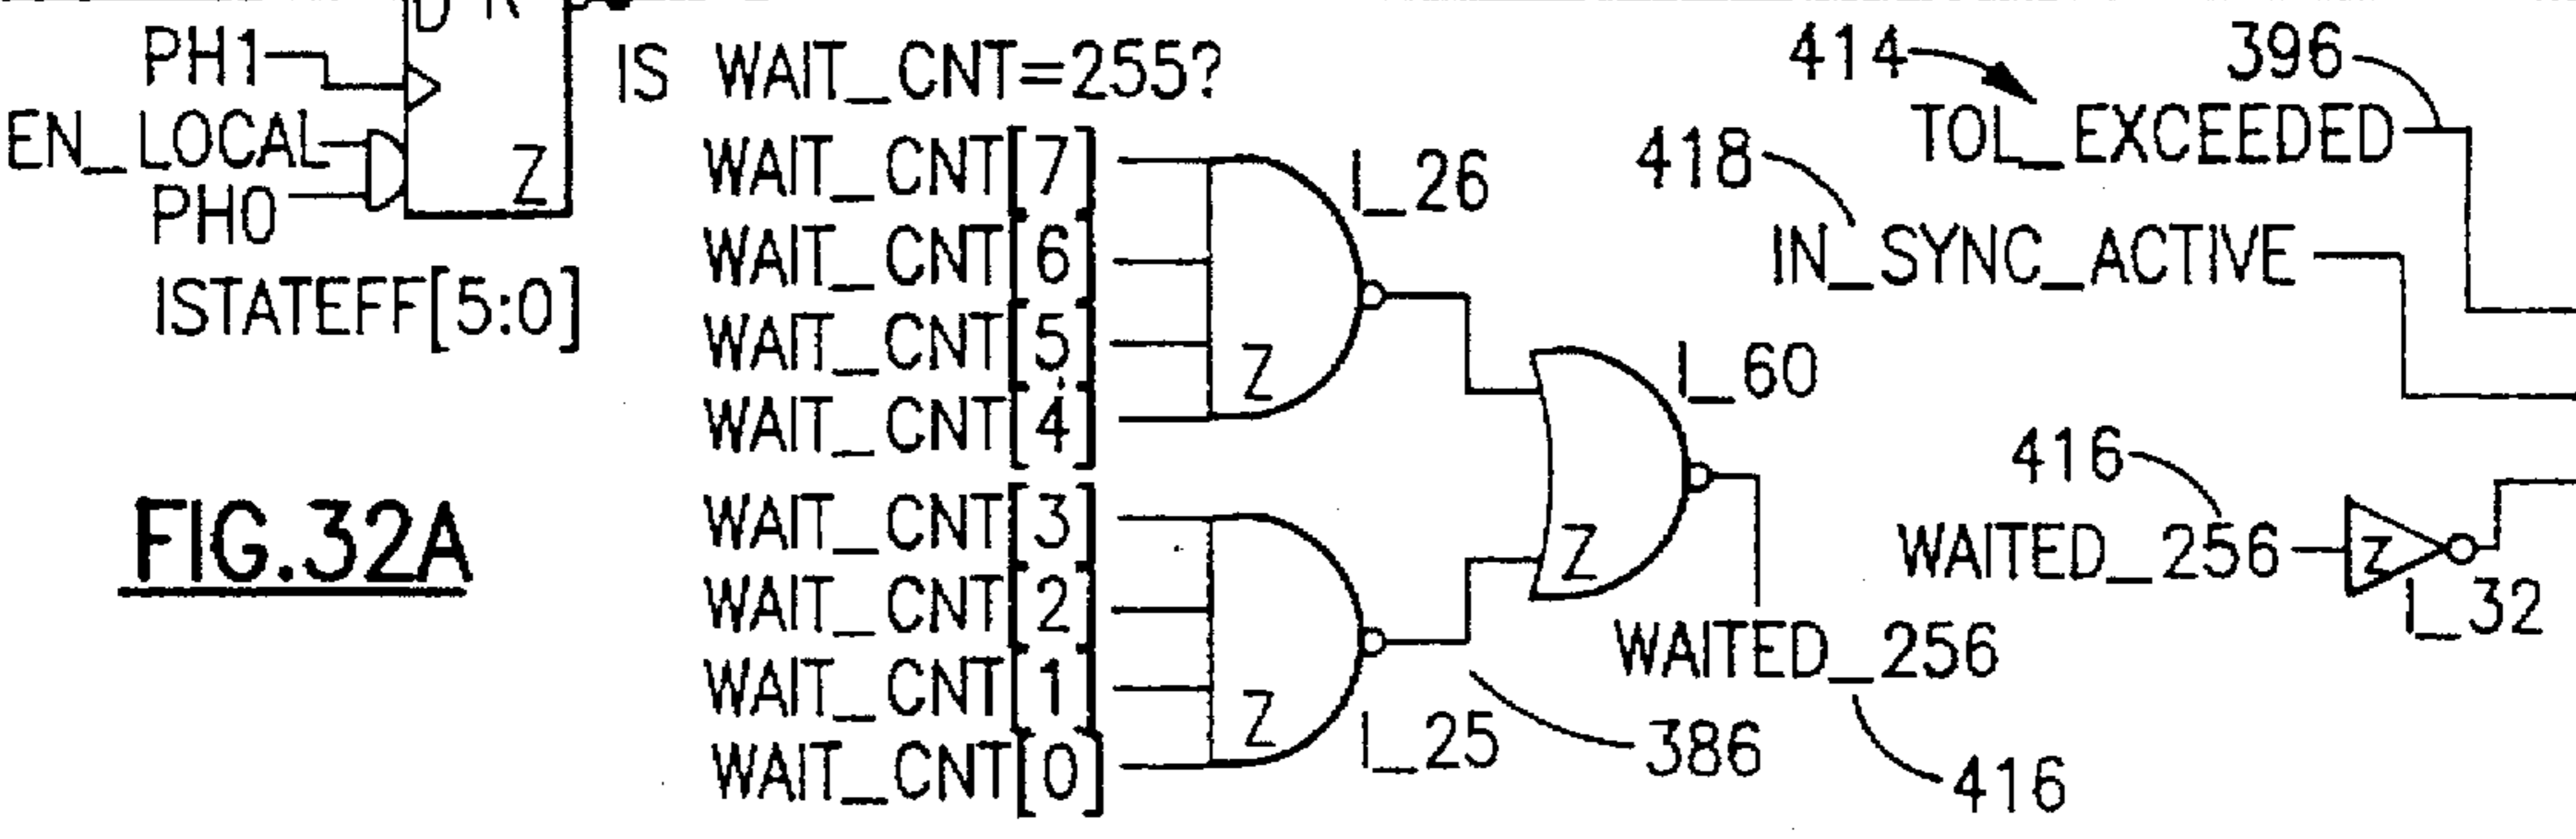 D R
PH1
EN_LOCAL
PH0
Z
ISTATEFF[5:0]
IS WAIT_CNT=255?
WAIT_CNT[7]
WAIT_CNT[6]
WAIT_CNT[5]
WAIT_CNT[4]
Z
I_26
WAIT_CNT[3]
WAIT_CNT[2]
WAIT_CNT[1]
WAIT_CNT[0]
Z
I_25
386
Z
I_60
WAITED_256
416
414
396
TOL_EXCEEDED
418
IN_SYNC_ACTIVE
416
WAITED_256
Z
I_32
FIG.32A